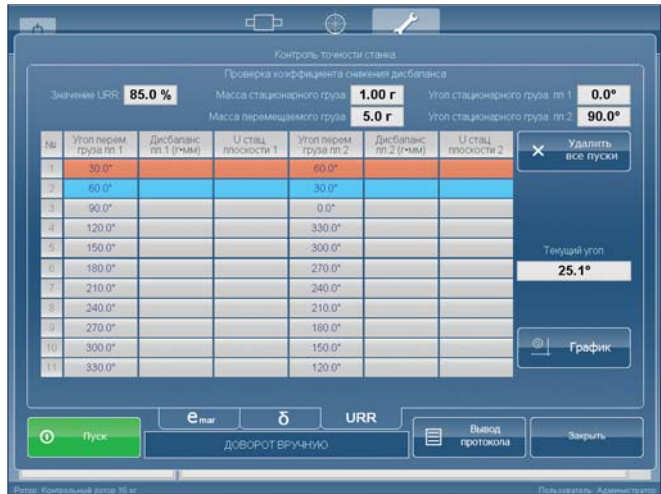 Контроль точности станка
Проверка коэффициента снижения дисбаланса
Значение URR 85.0 % Масса стационарного груза 1.00 г Угол стационарного груза пл.1 0.0°
Масса перемещаемого груза 5.0 г Угол стационарного груза пл.2 90.0°
№ Угол перем. груза пл.1 Дисбаланс пл.1 (г•мм) U стац. плоскости 1 Угол перем. груза пл.2 Дисбаланс пл.2 (г•мм) U стац. плоскости 2
1 30.0° 60.0°
2 60.0° 30.0°
3 90.0° 0.0°
4 120.0° 330.0°
5 150.0° 300.0°
6 180.0° 270.0°
7 210.0° 240.0°
8 240.0° 210.0°
9 270.0° 180.0°
10 300.0° 150.0°
11 330.0° 120.0°
Удалить
все пуски
Текущий угол
25.1°
График
e mar δ URR
Пуск
ДОВОРОТ ВРУЧНУЮ
Вывод
протокола
Закрыть
Ротор: Контрольный ротор 16 кг Пользователь: Администратор